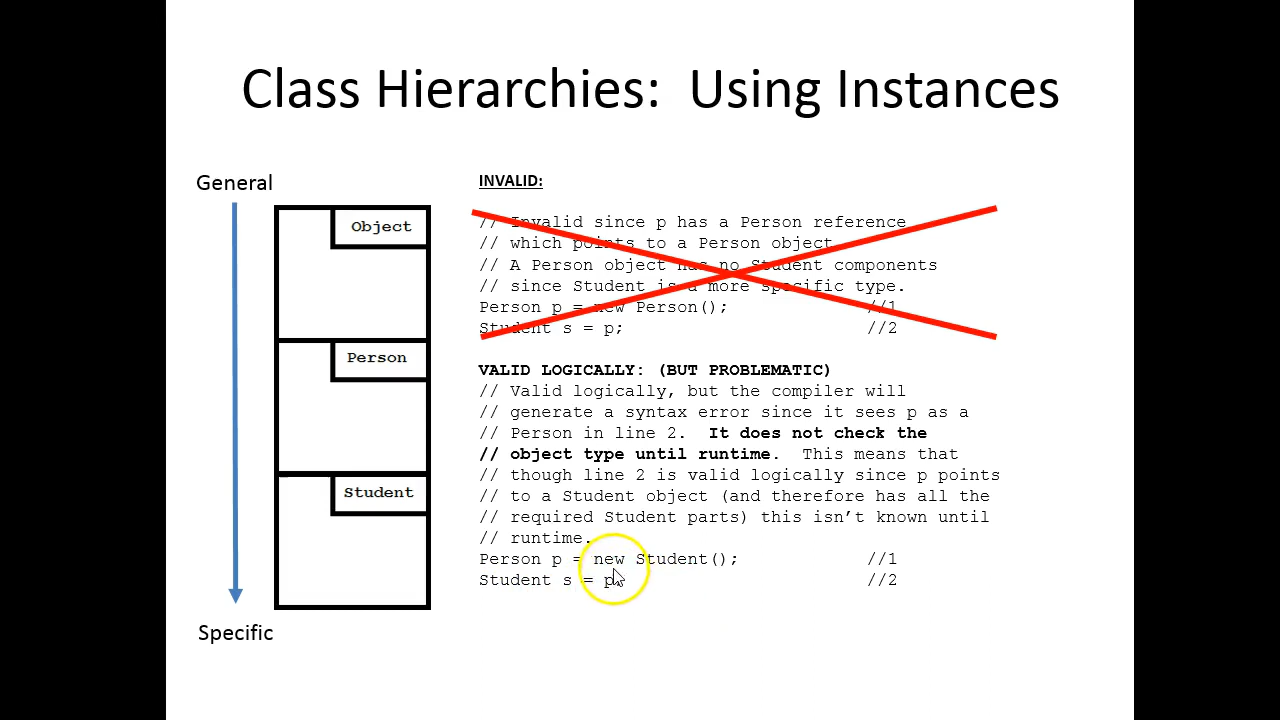 Class Hierarchies: Using Instances
General
Object
Person
Student
Specific
INVALID:
// Invalid since p has a Person reference
// which points to a Person object
// A Person object has no Student components
// since Student is a more specific type.
Person p = new Person(); //1
Student s = p; //2
VALID LOGICALLY: (BUT PROBLEMATIC)
// Valid logically, but the compiler will
// generate a syntax error since it sees p as a
// Person in line 2. It does not check the
// object type until runtime. This means that
// though line 2 is valid logically since p points
// to a Student object (and therefore has all the
// required Student parts) this isn't known until
// runtime.
Person p = new Student(); //1
Student s = p //2